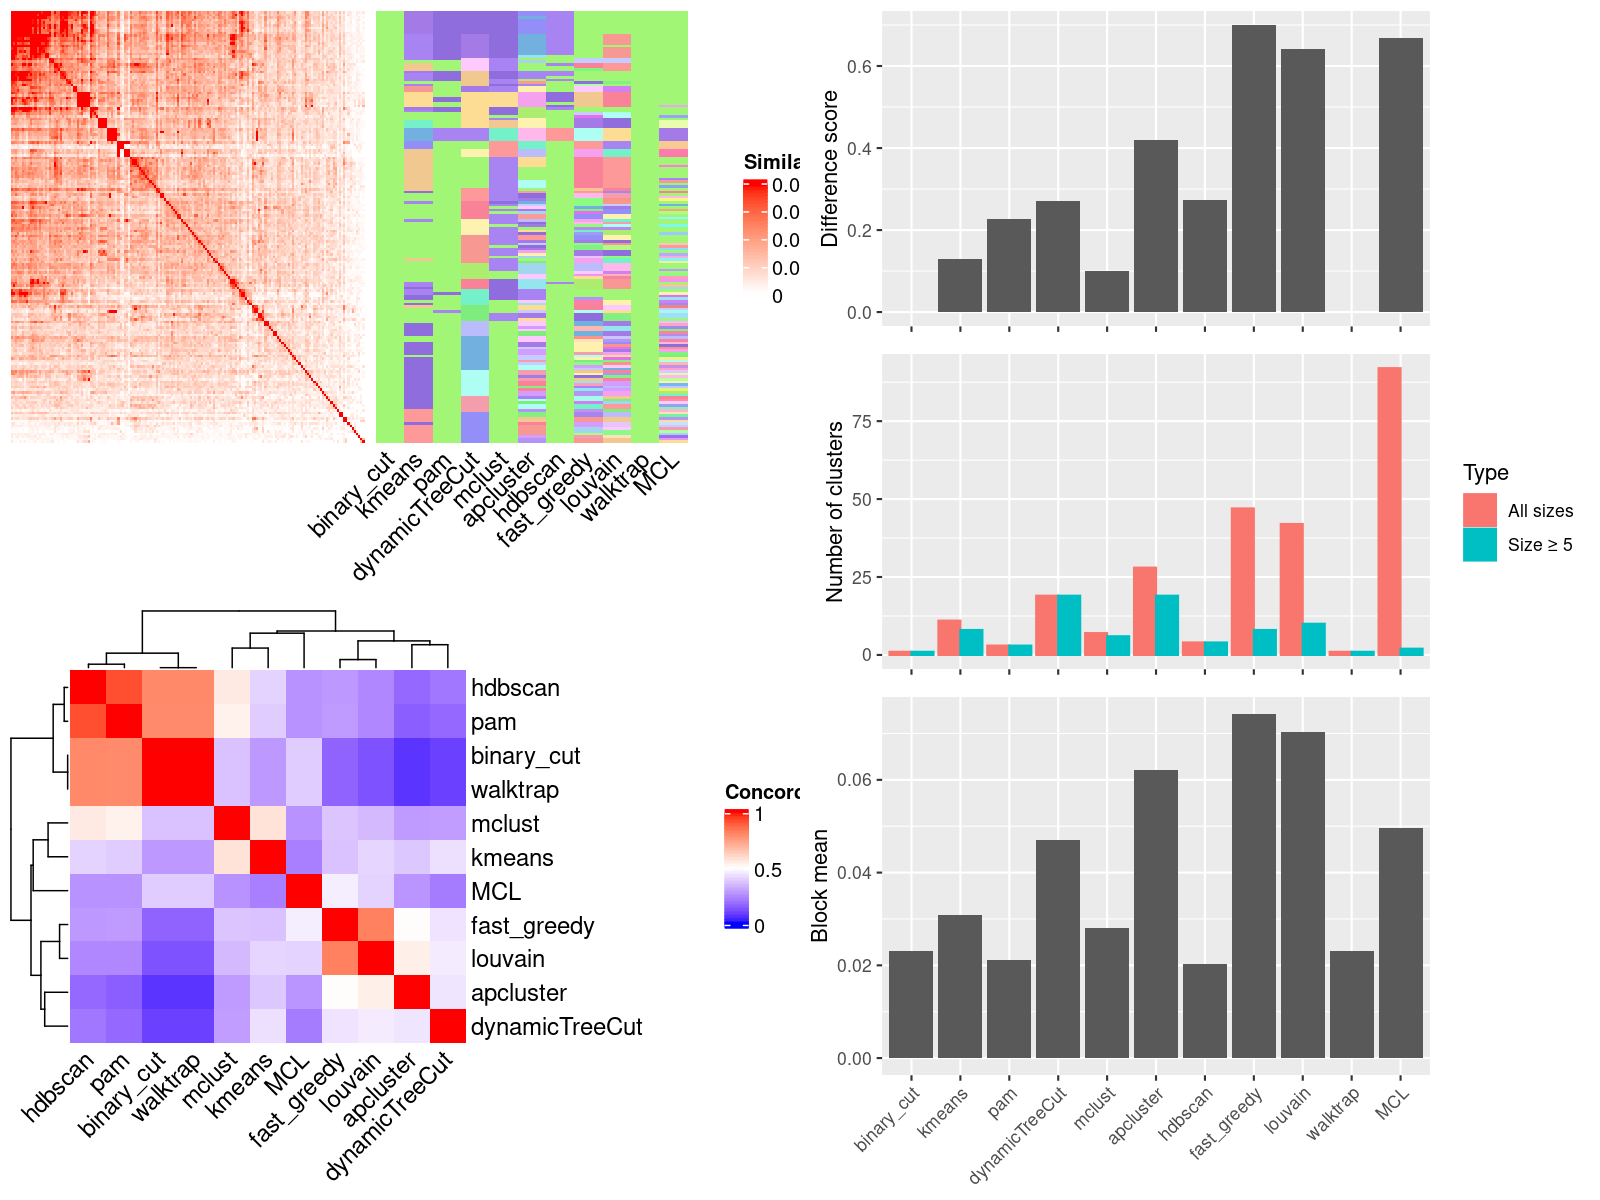 Simila
0.0
0.0
0.0
0.0
0
binary_cut
kmeans
pam
dynamicTreeCut
mclust
apcluster
hdbscan
fast_greedy
louvain
walktrap
MCL
hdbscan
pam
binary_cut
walktrap
mclust
kmeans
MCL
fast_greedy
louvain
apcluster
dynamicTreeCut
hdbscan
pam
binary_cut
walktrap
mclust
kmeans
MCL
fast_greedy
louvain
apcluster
dynamicTreeCut
Concord
1
0.5
0
Difference score
0.6
0.4
0.2
0.0
Number of clusters
75
50
25
0
Type
All sizes
Size ≥ 5
Block mean
0.06
0.04
0.02
0.00
binary_cut
kmeans
pam
dynamicTreeCut
mclust
apcluster
hdbscan
fast_greedy
louvain
walktrap
MCL